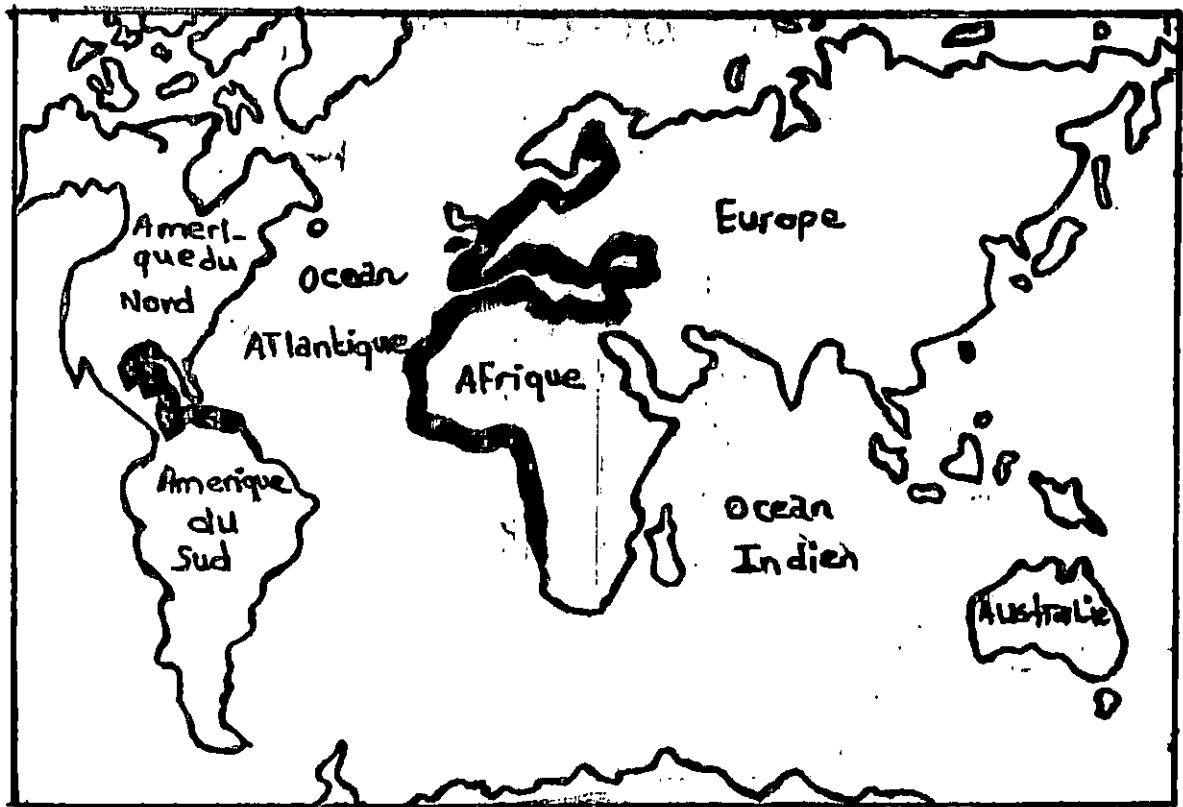 Ameri-
que du
Nord
Ocean
ATlantique
Europe
AFrique
Amerique
du
Sud
Ocean
Indien
AustraLie